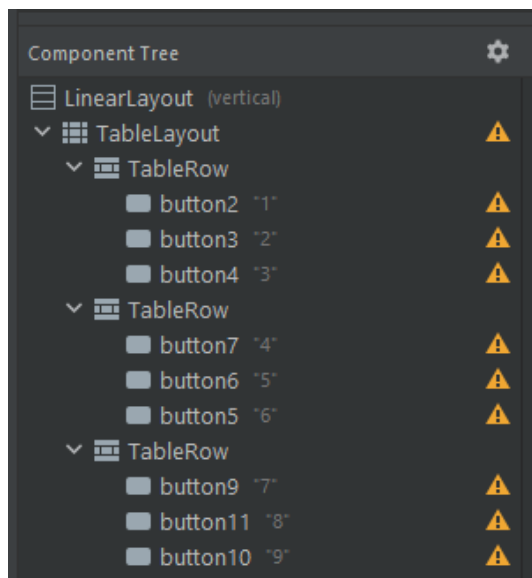 Component Tree
LinearLayout (vertical)
TableLayout
TableRow
button2 "1"
button3 "2"
button4 "3"
TableRow
button7 "4"
button6 "5"
button5 "6"
TableRow
button9 "7"
button11 "8"
button10 "9"